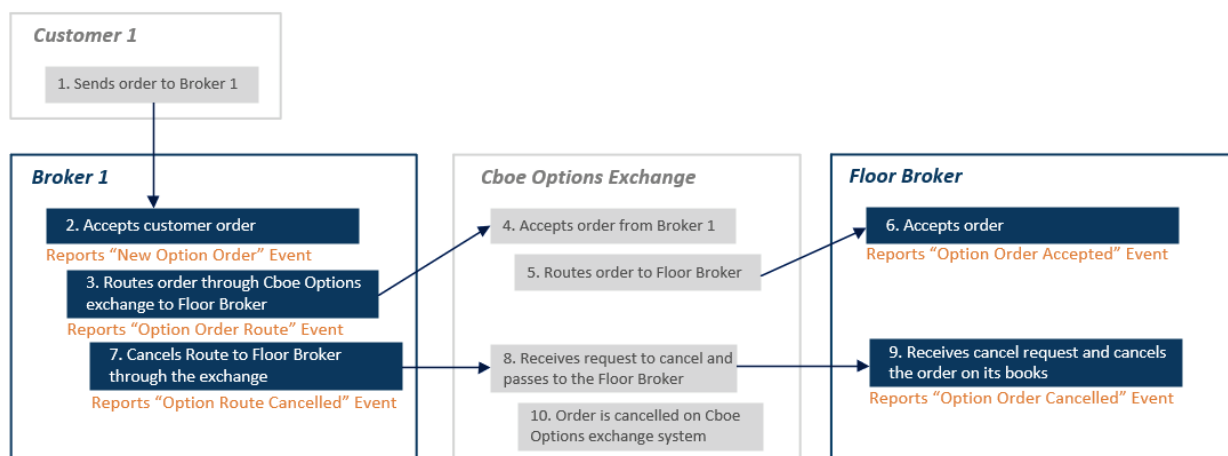 Customer 1
1. Sends order to Broker 1
Broker 1
2. Accepts customer order
Reports “New Option Order” Event
3. Routes order through Cboe Options
exchange to Floor Broker
Reports “Option Order Route” Event
7. Cancels Route to Floor Broker
through the exchange
Reports “Option Route Cancelled” Event
Cboe Options Exchange
4. Accepts order from Broker 1
5. Routes order to Floor Broker
8. Receives request to cancel and
passes to the Floor Broker
10. Order is cancelled on Cboe
Options exchange system
Floor Broker
6. Accepts order
Reports “Option Order Accepted” Event
9. Receives cancel request and cancels
the order on its books
Reports “Option Order Cancelled” Event